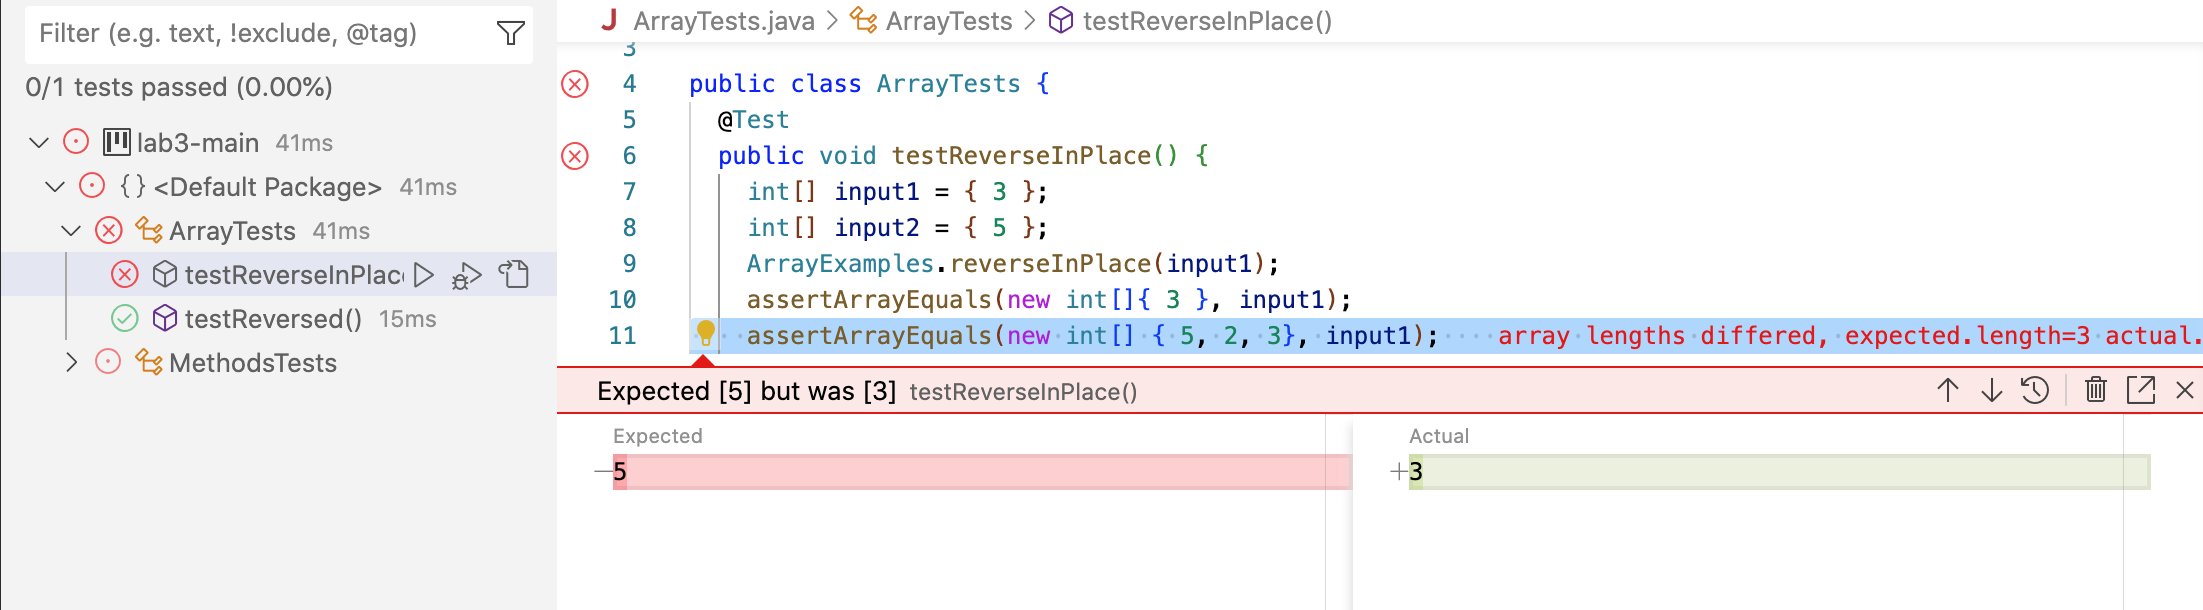 Filter (e.g. text, !exclude, @tag)
0/1 tests passed (0.00%)
lab3-main 41ms
{} <Default Package> 41ms
ArrayTests 41ms
testReverseInPlac
testReversed() 15ms
MethodsTests
J ArrayTests.java > ArrayTests > testReverseInPlace()
3
4 public class ArrayTests {
5 @Test
6 public void testReverseInPlace() {
7 int[] input1 = { 3 };
8 int[] input2 = { 5 };
9 ArrayExamples.reverseInPlace(input1);
10 assertArrayEquals(new int[]{ 3 }, input1);
11 assertArrayEquals(new int[] { 5, 2, 3}, input1); array lengths differed, expected.length=3 actual.
Expected [5] but was [3] testReverseInPlace()
Expected
5
Actual
3